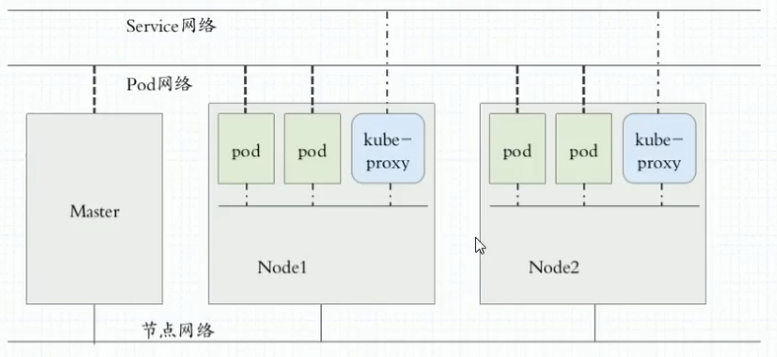 Service网络
Pod网络
pod
pod
kube-
proxy
pod
pod
kube-
proxy
Master
Node1
Node2
节点网络